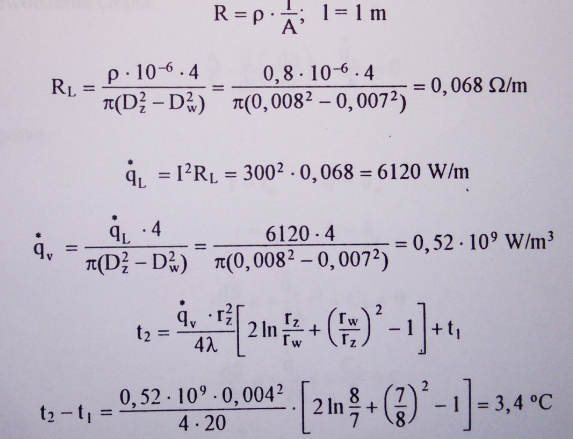 R = ρ · l/A; l = 1 m
R_L = ρ · 10⁻⁶ · 4 / π(D_z² − D_w²) = 0,8 · 10⁻⁶ · 4 / π(0,008² − 0,007²) = 0,068 Ω/m
q̇_L = I²R_L = 300² · 0,068 = 6120 W/m
q̇_v = q̇_L · 4 / π(D_z² − D_w²) = 6120 · 4 / π(0,008² − 0,007²) = 0,52 · 10⁹ W/m³
t₂ = q̇_v · r_z² / 4λ [2 ln r_z/r_w + (r_w/r_z)² − 1] + t₁
t₂ − t₁ = 0,52 · 10⁹ · 0,004² / 4 · 20 · [2 ln 8/7 + (7/8)² − 1] = 3,4 °C